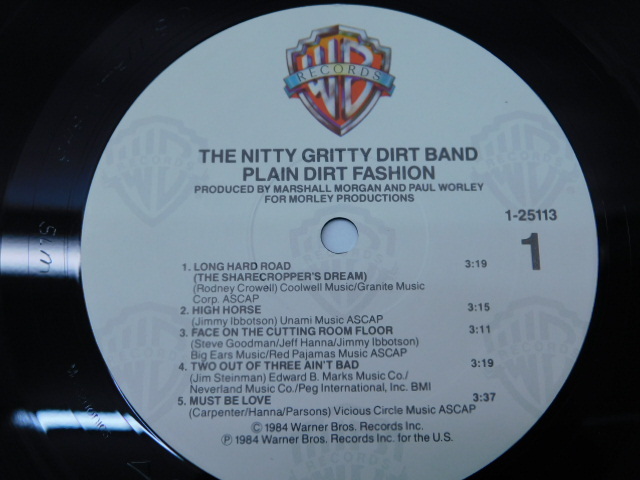 WB
RECORDS
THE NITTY GRITTY DIRT BAND
PLAIN DIRT FASHION
PRODUCED BY MARSHALL MORGAN AND PAUL WORLEY
FOR MORLEY PRODUCTIONS
1-25113
1
1. LONG HARD ROAD 3:19
(THE SHARECROPPER'S DREAM)
(Rodney Crowell) Coolwell Music/Granite Music
Corp. ASCAP
2. HIGH HORSE 3:15
(Jimmy Ibbotson) Unami Music ASCAP
3. FACE ON THE CUTTING ROOM FLOOR 3:11
(Steve Goodman/Jeff Hanna/Jimmy Ibbotson)
Big Ears Music/Red Pajamas Music ASCAP
4. TWO OUT OF THREE AIN'T BAD 3:19
(Jim Steinman) Edward B. Marks Music Co./
Neverland Music Co./Peg International, Inc. BMI
5. MUST BE LOVE 3:37
(Carpenter/Hanna/Parsons) Vicious Circle Music ASCAP
© 1984 Warner Bros. Records Inc.
℗ 1984 Warner Bros. Records Inc. for the U.S.